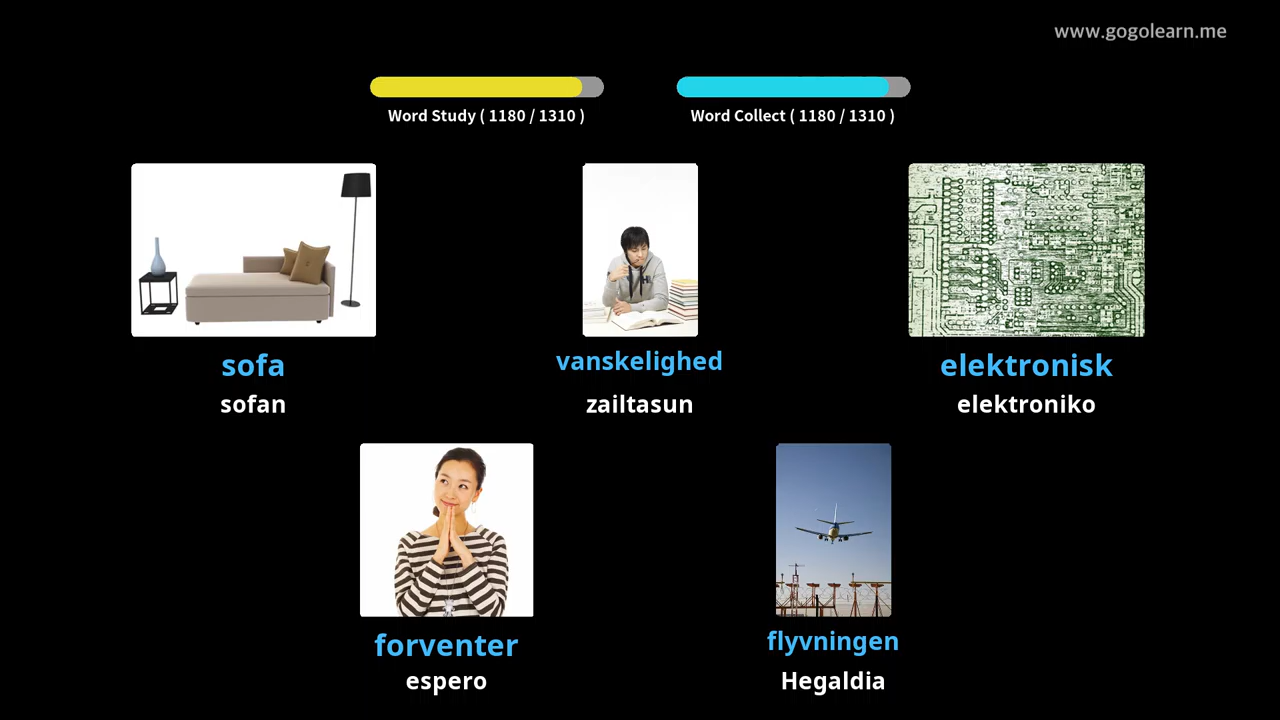 www.gogolearn.me
Word Study ( 1180 / 1310 )
Word Collect ( 1180 / 1310 )
sofa
sofan
vanskelighed
zailtasun
elektronisk
elektroniko
forventer
espero
flyvningen
Hegaldia